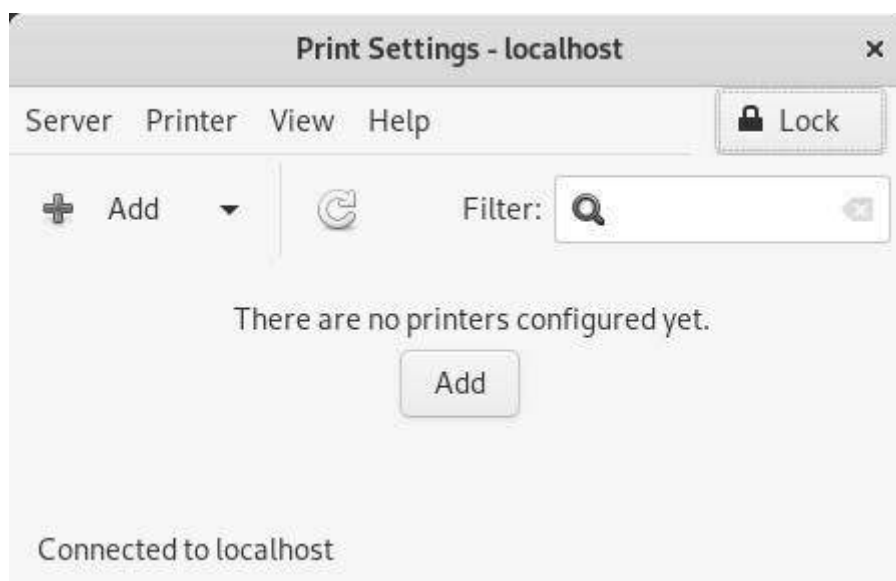 Print Settings - localhost ×
Server Printer View Help Lock
Add Filter:
There are no printers configured yet.
Add
Connected to localhost